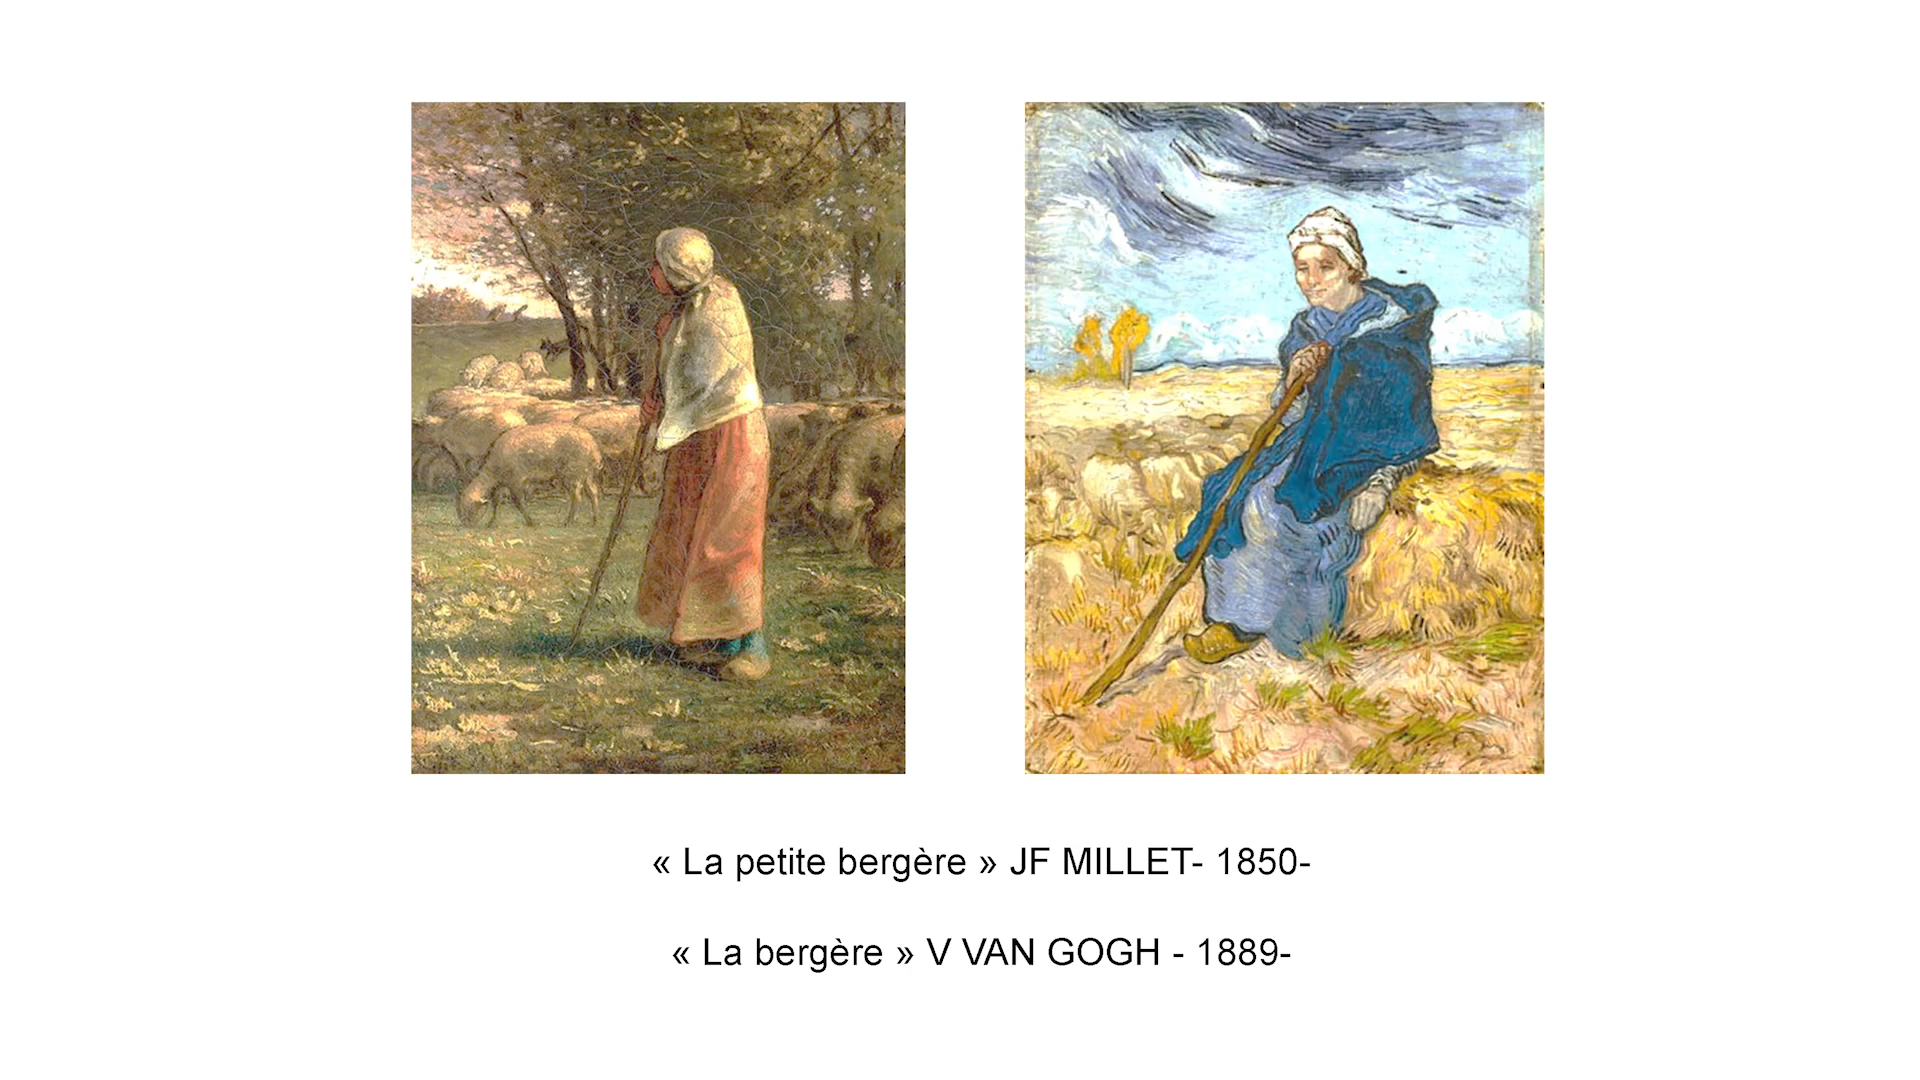 « La petite bergère » JF MILLET- 1850-
« La bergère » V VAN GOGH - 1889-